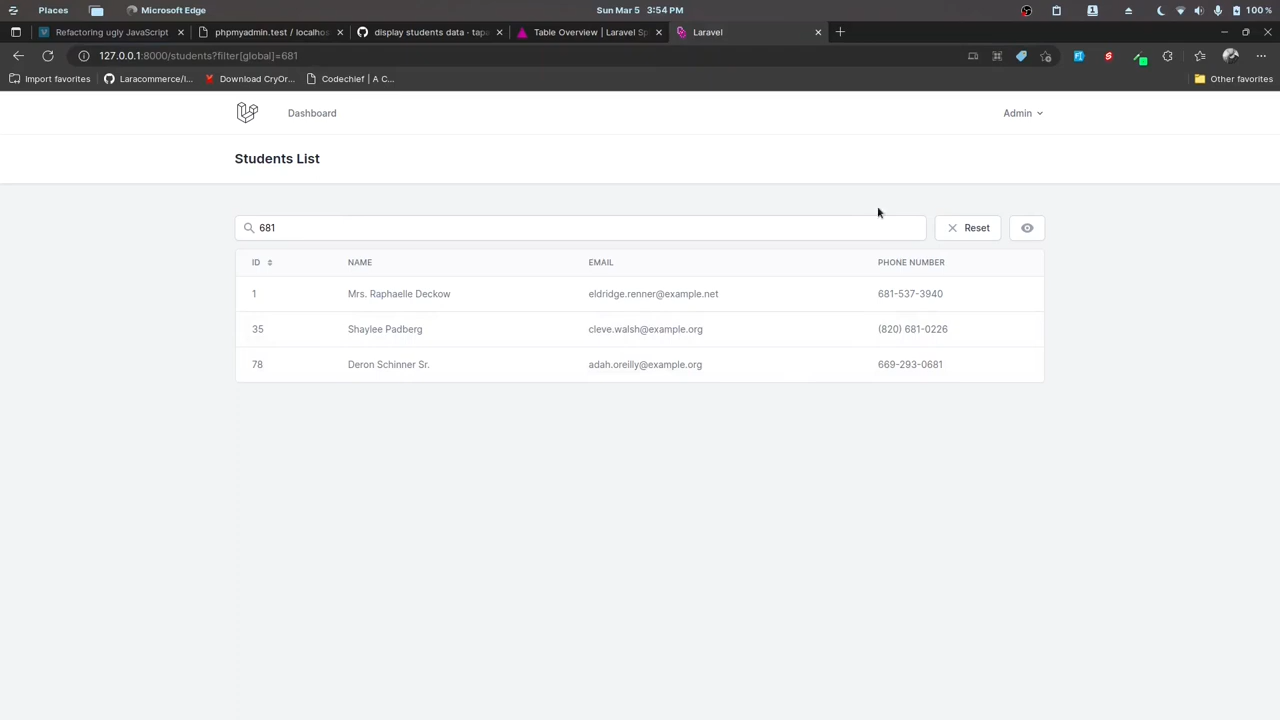 Places Microsoft Edge Sun Mar 5 3:54 PM 100 %
Refactoring ugly JavaScript phpmyadmin.test / localhos display students data · tap Table Overview | Laravel Sp Laravel
127.0.0.1:8000/students?filter[global]=681
Import favorites Laracommerce/l... Download CryOr... Codechief | A C... Other favorites
Dashboard Admin
Students List
681 Reset
ID NAME EMAIL PHONE NUMBER
1 Mrs. Raphaelle Deckow eldridge.renner@example.net 681-537-3940
35 Shaylee Padberg cleve.walsh@example.org (820) 681-0226
78 Deron Schinner Sr. adah.oreilly@example.org 669-293-0681